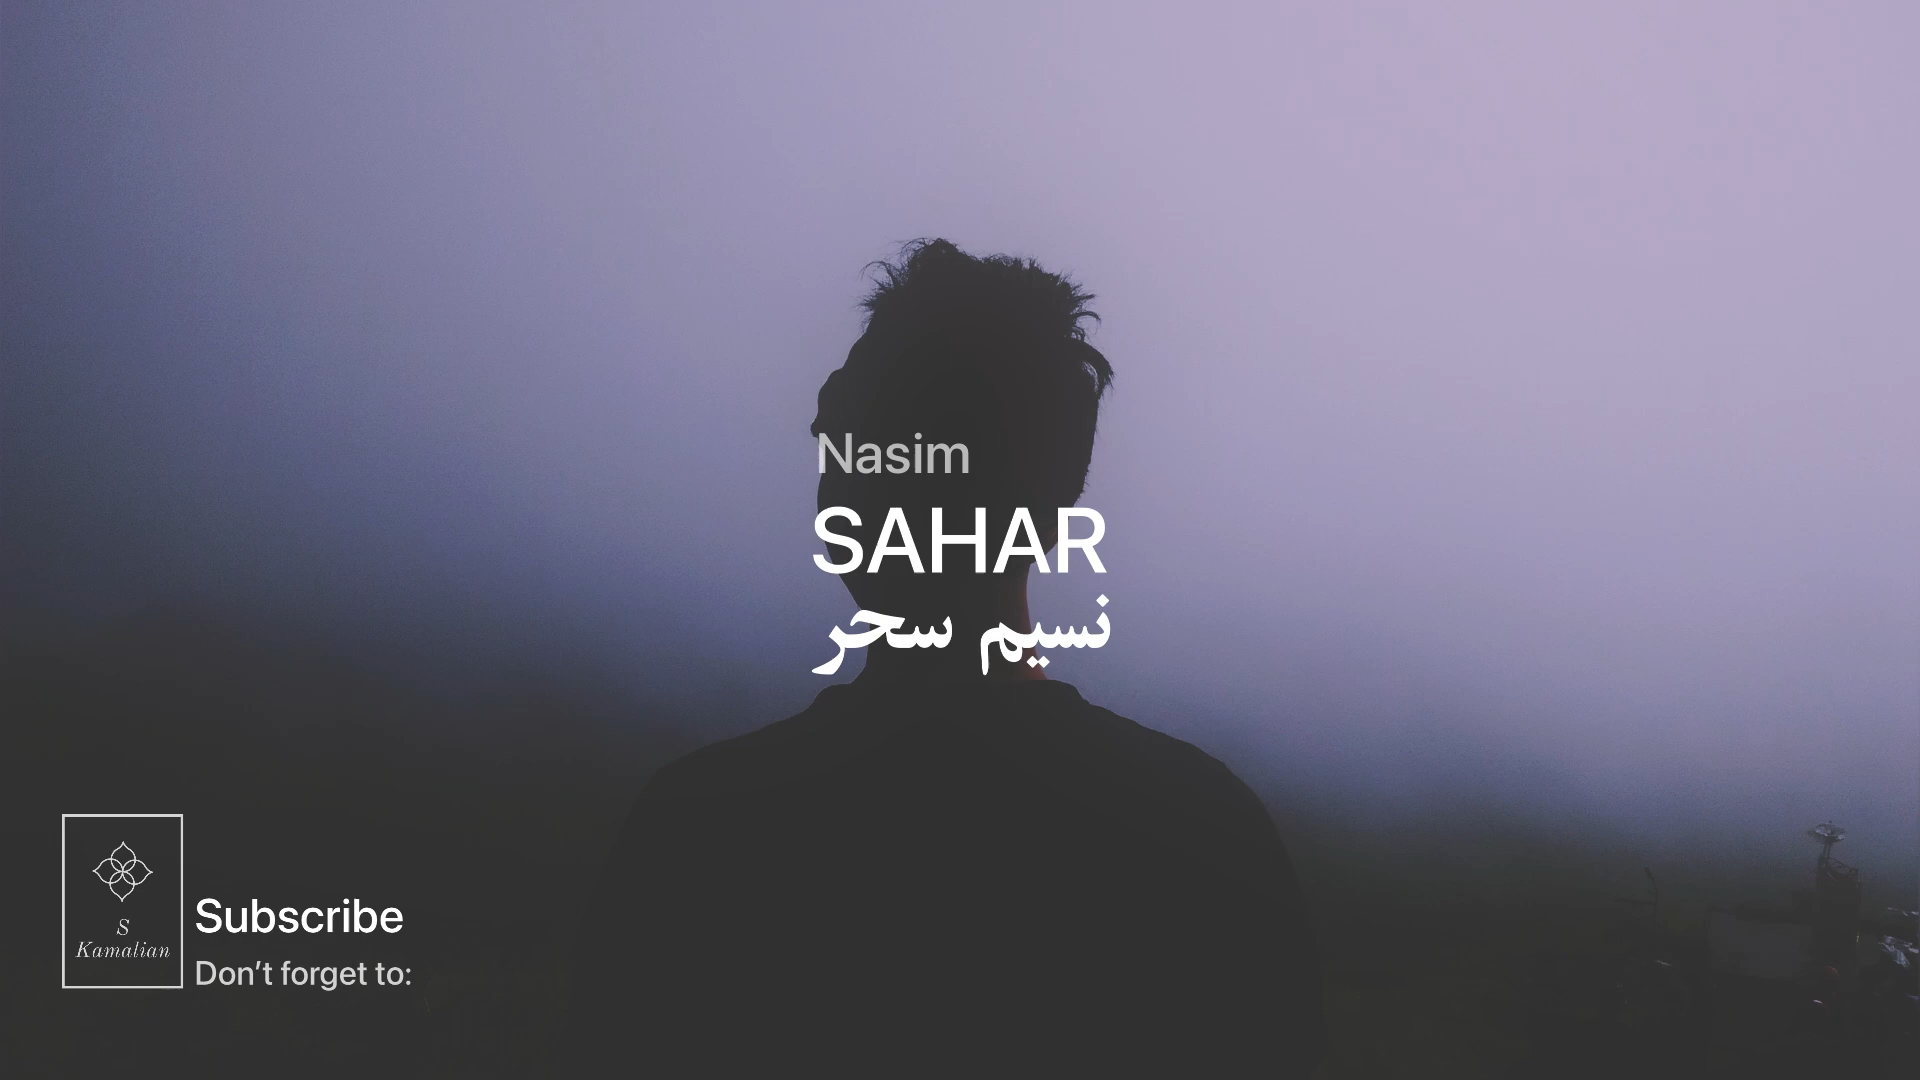 Nasim
SAHAR
نسیم سحر
S
Kamalian
Subscribe
Don’t forget to: